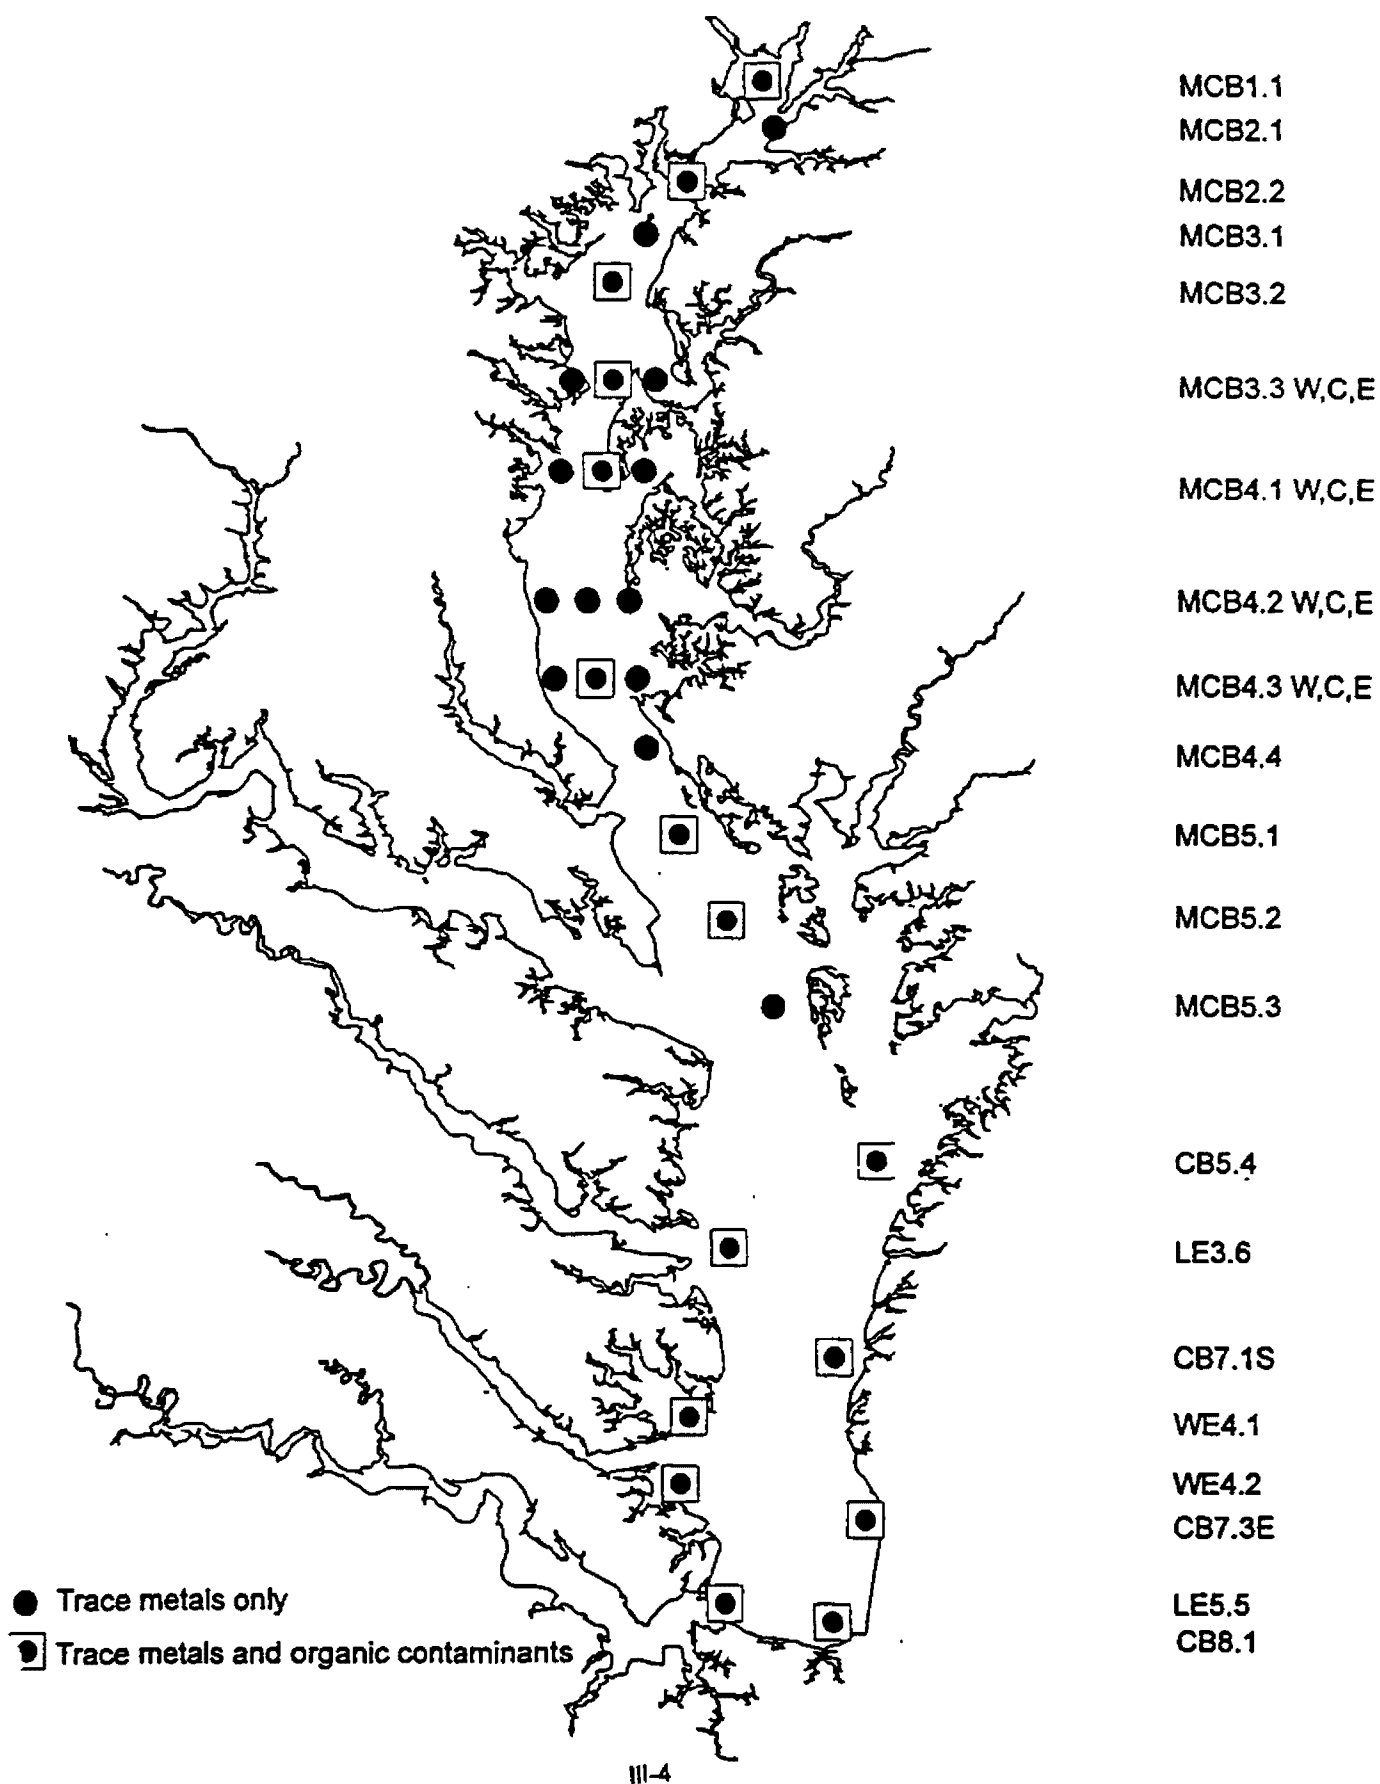 MCB1.1
MCB2.1
MCB2.2
MCB3.1
MCB3.2
MCB3.3 W,C,E
MCB4.1 W,C,E
MCB4.2 W,C,E
MCB4.3 W,C,E
MCB4.4
MCB5.1
MCB5.2
MCB5.3
CB5.4
LE3.6
CB7.1S
WE4.1
WE4.2
CB7.3E
LE5.5
CB8.1
Trace metals only
Trace metals and organic contaminants
III-4